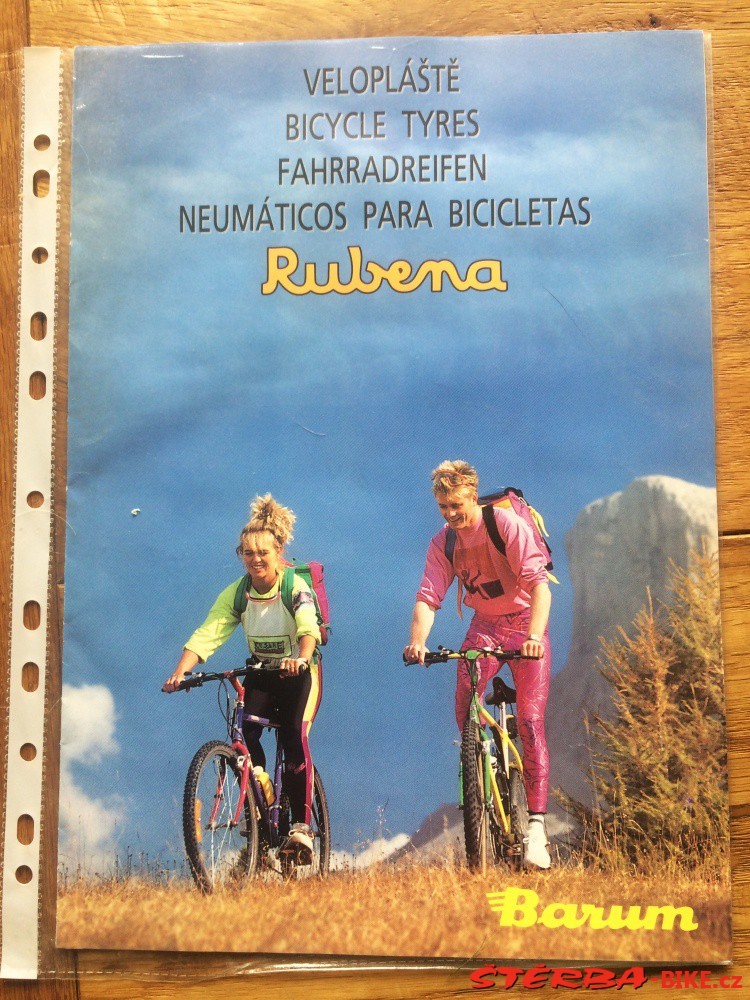 VELOPLÁŠTĚ
BICYCLE TYRES
FAHRRADREIFEN
NEUMÁTICOS PARA BICICLETAS
Rubena
Barum
ŠTĚRBA-BIKE.cz